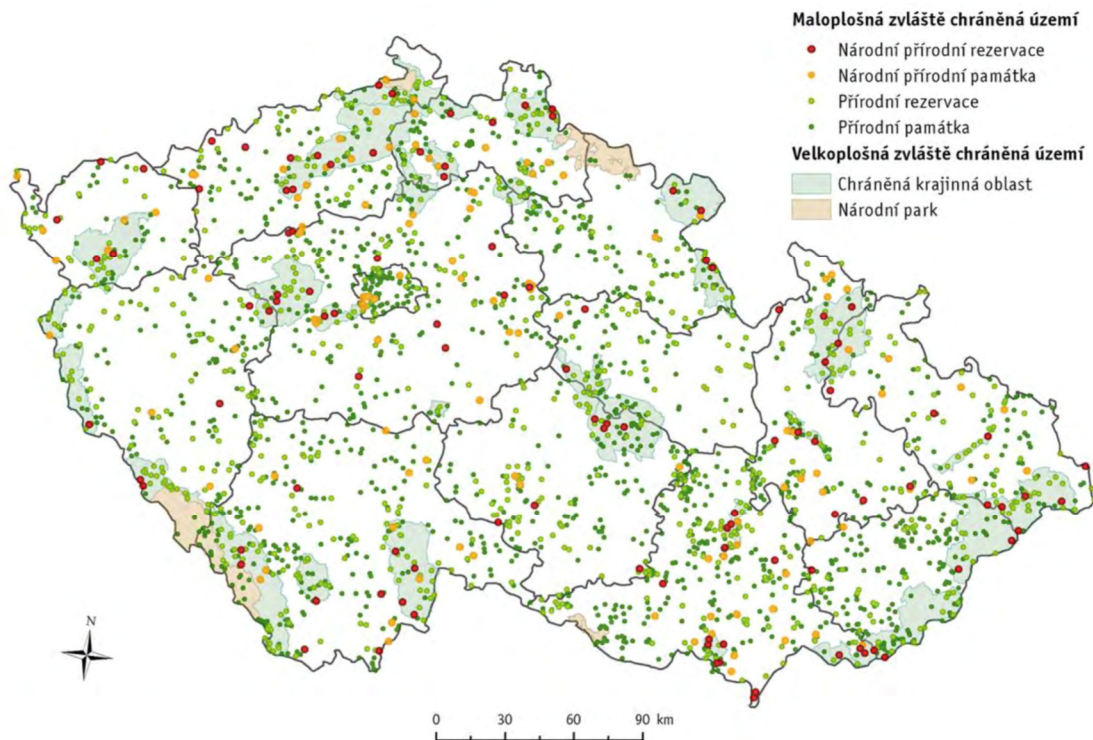 Maloplošná zvláště chráněná území
Národní přírodní rezervace
Národní přírodní památka
Přírodní rezervace
Přírodní památka
Velkoplošná zvláště chráněná území
Chráněná krajinná oblast
Národní park
N
0 30 60 90 km